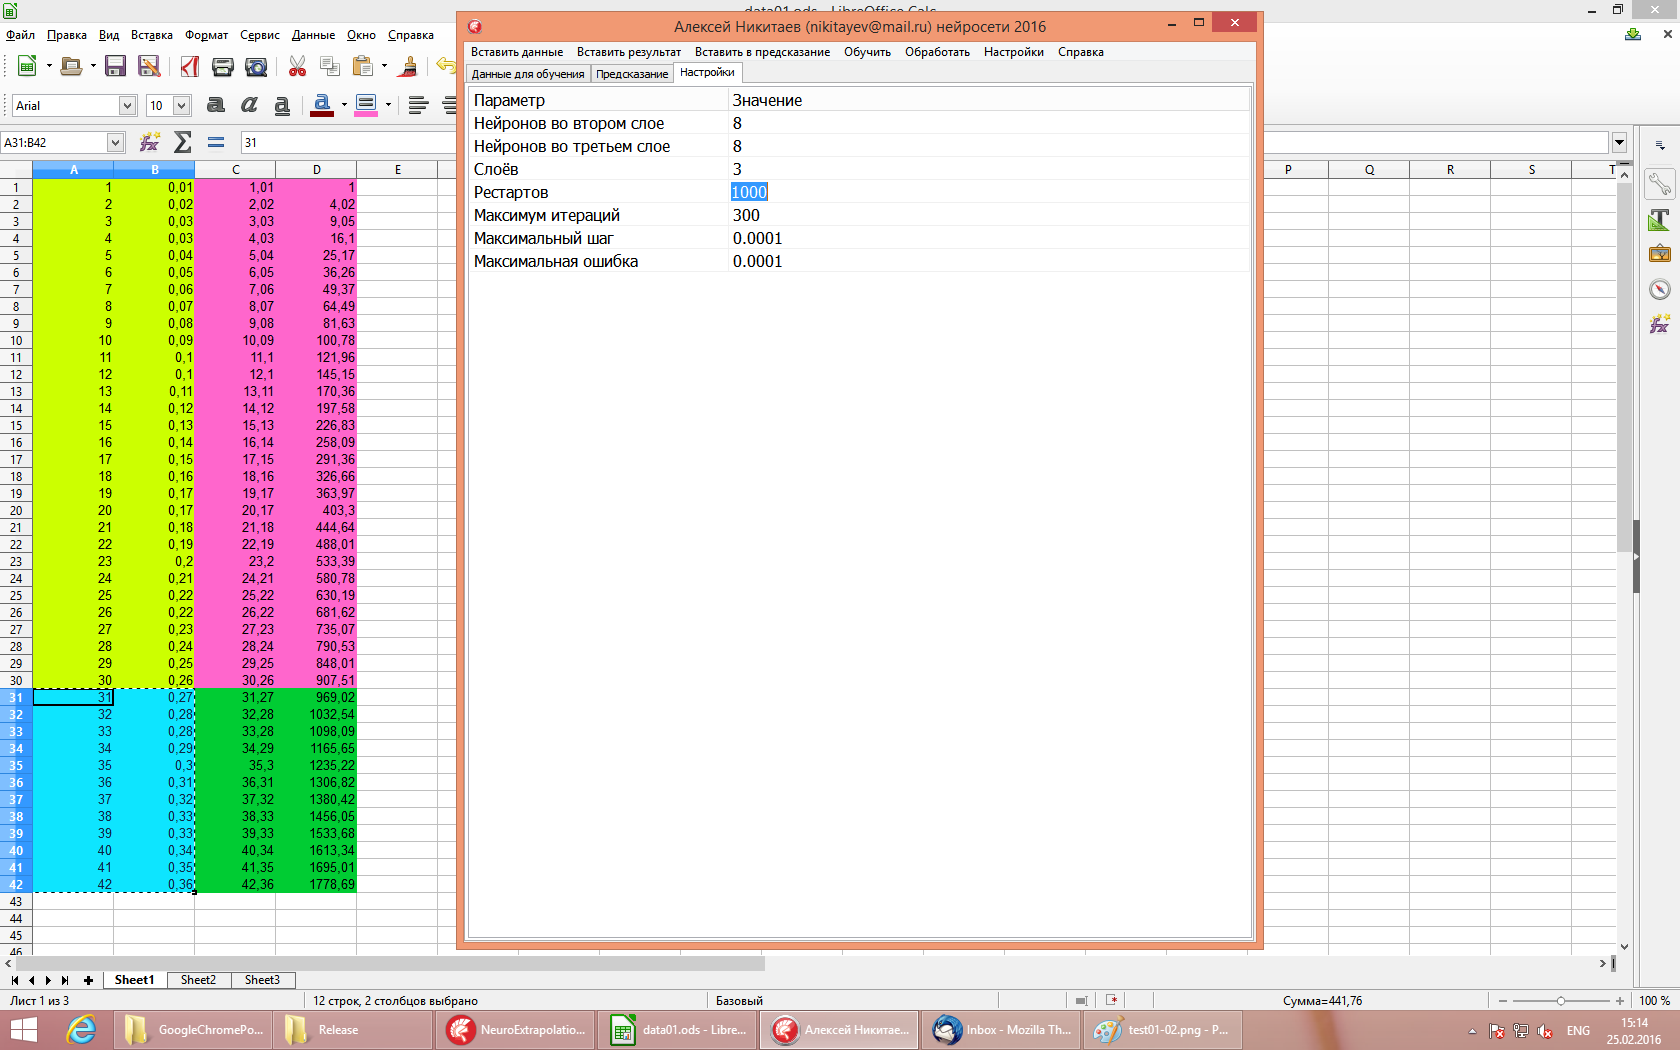 data01.ods - LibreOffice Calc
Файл Правка Вид Вставка Формат Сервис Данные Окно Справка
Arial 10
A31:B42 31
A B C D E P Q R S T
1 1 0,01 1,01 1
2 2 0,02 2,02 4,02
3 3 0,03 3,03 9,05
4 4 0,03 4,03 16,1
5 5 0,04 5,04 25,17
6 6 0,05 6,05 36,26
7 7 0,06 7,06 49,37
8 8 0,07 8,07 64,49
9 9 0,08 9,08 81,63
10 10 0,09 10,09 100,78
11 11 0,1 11,1 121,96
12 12 0,1 12,1 145,15
13 13 0,11 13,11 170,36
14 14 0,12 14,12 197,58
15 15 0,13 15,13 226,83
16 16 0,14 16,14 258,09
17 17 0,15 17,15 291,36
18 18 0,16 18,16 326,66
19 19 0,17 19,17 363,97
20 20 0,17 20,17 403,3
21 21 0,18 21,18 444,64
22 22 0,19 22,19 488,01
23 23 0,2 23,2 533,39
24 24 0,21 24,21 580,78
25 25 0,22 25,22 630,19
26 26 0,22 26,22 681,62
27 27 0,23 27,23 735,07
28 28 0,24 28,24 790,53
29 29 0,25 29,25 848,01
30 30 0,26 30,26 907,51
31 31 0,27 31,27 969,02
32 32 0,28 32,28 1032,54
33 33 0,28 33,28 1098,09
34 34 0,29 34,29 1165,65
35 35 0,3 35,3 1235,22
36 36 0,31 36,31 1306,82
37 37 0,32 37,32 1380,42
38 38 0,33 38,33 1456,05
39 39 0,33 39,33 1533,68
40 40 0,34 40,34 1613,34
41 41 0,35 41,35 1695,01
42 42 0,36 42,36 1778,69
43
44
45
46
Алексей Никитаев (nikitayev@mail.ru) нейросети 2016
Вставить данные Вставить результат Вставить в предсказание Обучить Обработать Настройки Справка
Данные для обучения Предсказание Настройки
Параметр Значение
Нейронов во втором слое 8
Нейронов во третьем слое 8
Слоёв 3
Рестартов 1000
Максимум итераций 300
Максимальный шаг 0.0001
Максимальная ошибка 0.0001
Sheet1 Sheet2 Sheet3
Лист 1 из 3 12 строк, 2 столбцов выбрано Базовый Сумма=441,76 100 %
GoogleChromePo... Release NeuroExtrapolatio... data01.ods - Libre... Алексей Никитае... Inbox - Mozilla Th... test01-02.png - P... ENG
15:14
25.02.2016